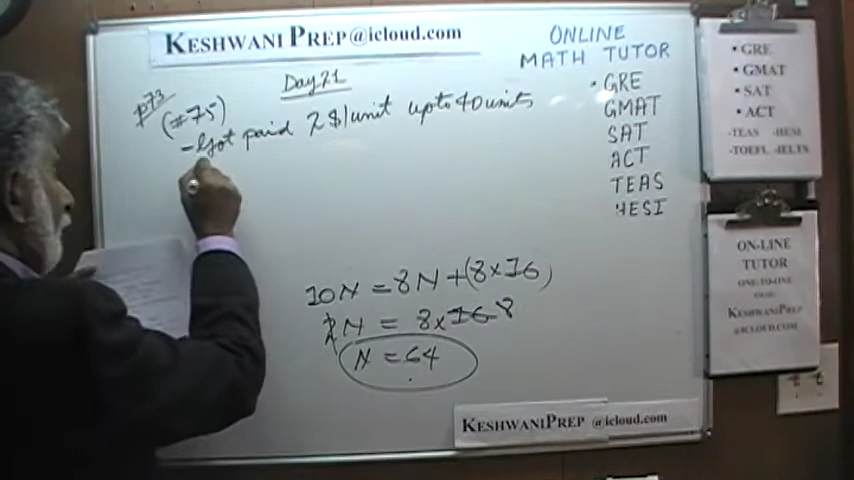 KESHWANI PREP@icloud.com
Day 21
p73
(#75)
-Got paid 2$/unit upto 40 units
10N = 8N + (8×16)
2N = 8×16 8
N = 64
ONLINE
MATH TUTOR
• GRE
GMAT
SAT
ACT
TEAS
HESI
KESHWANIPREP @icloud.com
• GRE
• GMAT
• SAT
• ACT
-TEAS -HESI
-TOEFL -IELTS
ON-LINE
TUTOR
ONE-TO-ONE
KESHWANIPREP
@ICLOUD.COM